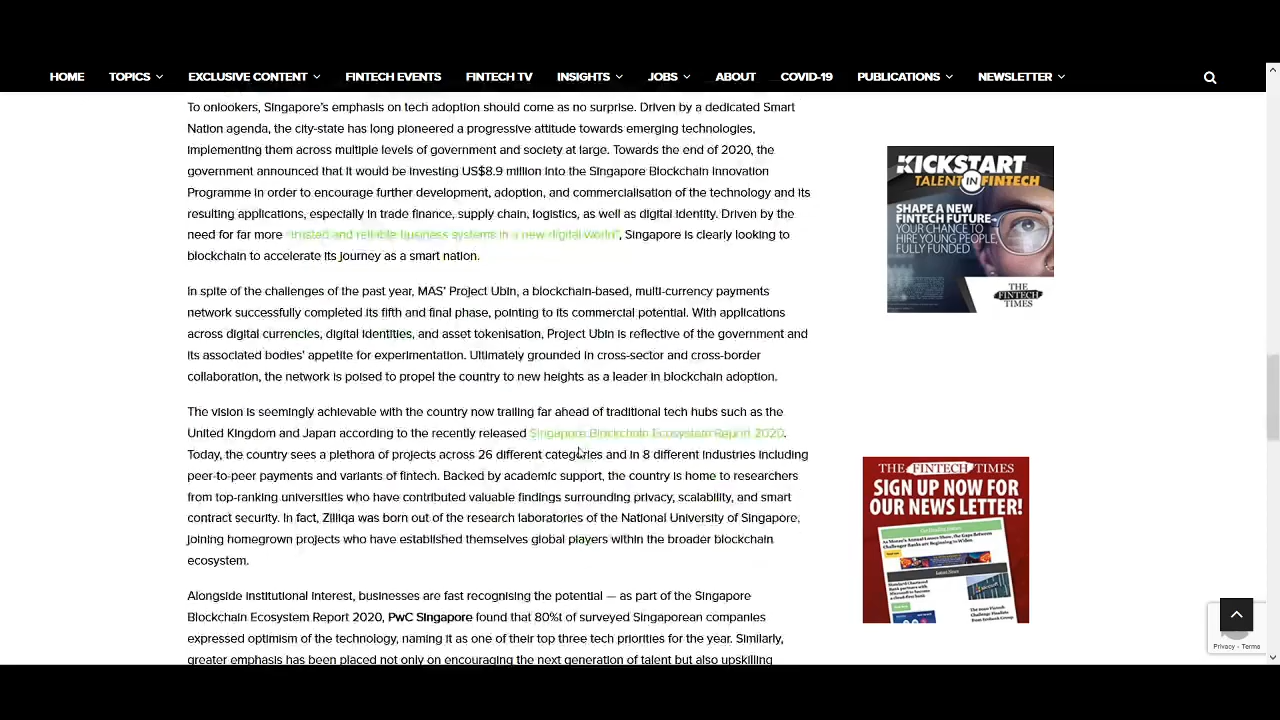 HOME TOPICS EXCLUSIVE CONTENT FINTECH EVENTS FINTECH TV INSIGHTS JOBS ABOUT COVID-19 PUBLICATIONS NEWSLETTER
To onlookers, Singapore's emphasis on tech adoption should come as no surprise. Driven by a dedicated Smart
Nation agenda, the city-state has long pioneered a progressive attitude towards emerging technologies,
implementing them across multiple levels of government and society at large. Towards the end of 2020, the
government announced that it would be investing US$8.9 million into the Singapore Blockchain Innovation
Programme in order to encourage further development, adoption, and commercialisation of the technology and its
resulting applications, especially in trade finance, supply chain, logistics, as well as digital identity. Driven by the
need for far more "trusted and reliable business systems in a new digital world", Singapore is clearly looking to
blockchain to accelerate its journey as a smart nation.
In spite of the challenges of the past year, MAS' Project Ubin, a blockchain-based, multi-currency payments
network successfully completed its fifth and final phase, pointing to its commercial potential. With applications
across digital currencies, digital identities, and asset tokenisation, Project Ubin is reflective of the government and
its associated bodies' appetite for experimentation. Ultimately grounded in cross-sector and cross-border
collaboration, the network is poised to propel the country to new heights as a leader in blockchain adoption.
The vision is seemingly achievable with the country now trailing far ahead of traditional tech hubs such as the
United Kingdom and Japan according to the recently released Singapore Blockchain Ecosystem Report 2020.
Today, the country sees a plethora of projects across 26 different categories and in 8 different industries including
peer-to-peer payments and variants of fintech. Backed by academic support, the country is home to researchers
from top-ranking universities who have contributed valuable findings surrounding privacy, scalability, and smart
contract security. In fact, Zilliqa was born out of the research laboratories of the National University of Singapore,
joining homegrown projects who have established themselves global players within the broader blockchain
ecosystem.
Alongside institutional interest, businesses are fast recognising the potential — as part of the Singapore
Blockchain Ecosystem Report 2020, PwC Singapore found that 80%t of surveyed Singaporean companies
expressed optimism of the technology, naming it as one of their top three tech priorities for the year. Similarly,
greater emphasis has been placed not only on encouraging the next generation of talent but also upskilling
KICKSTART
TALENT IN FINTECH
SHAPE A NEW
FINTECH FUTURE
YOUR CHANCE TO
HIRE YOUNG PEOPLE,
FULLY FUNDED
THE
FINTECH
TIMES
THE FINTECH TIMES
SIGN UP NOW FOR
OUR NEWS LETTER!
Latest News
Privacy - Terms